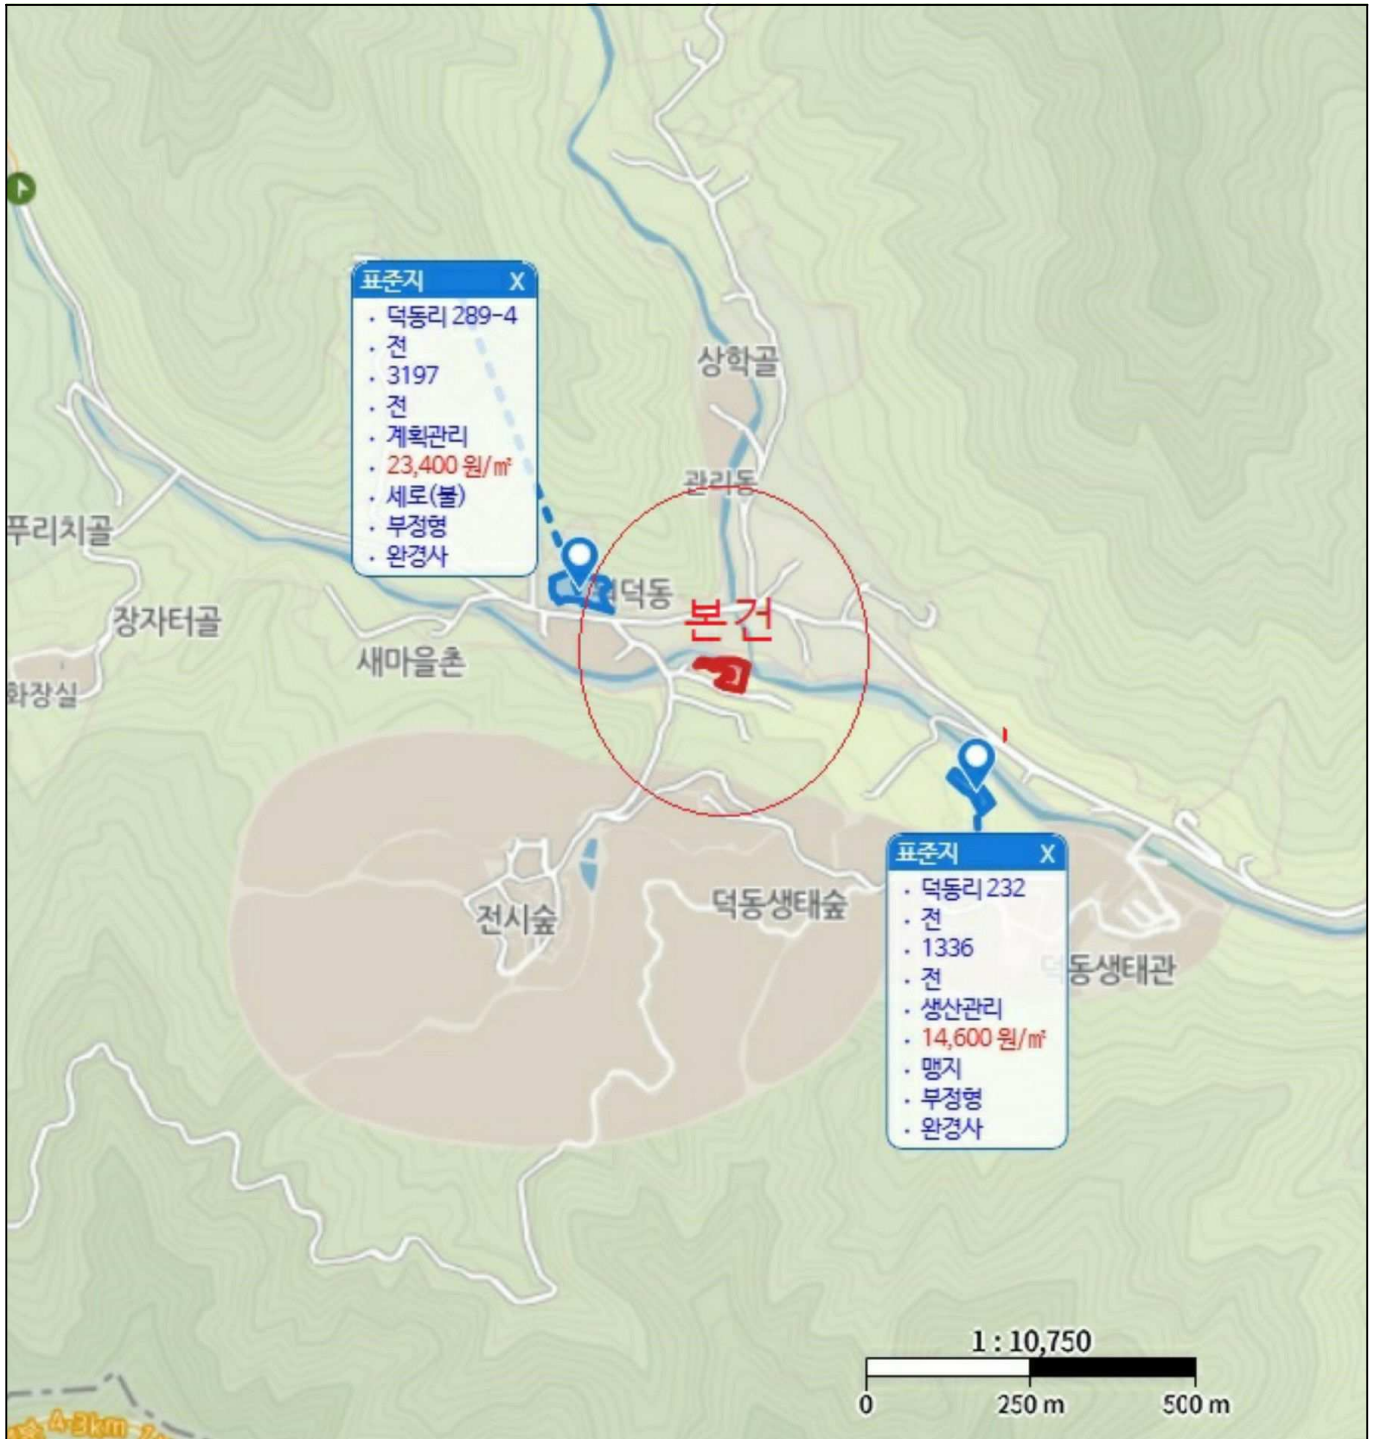 표준지 X
· 덕동리 289-4
· 전
· 3197
· 전
· 계획관리
· 23,400 원/㎡
· 세로(불)
· 부정형
· 완경사
상학골
관리동
푸리치골
덕동
본건
장자터골
새마을촌
화장실
표준지 X
· 덕동리 232
· 전
· 1336
· 전
· 생산관리
· 14,600 원/㎡
· 맹지
· 부정형
· 완경사
전시숲
덕동생태숲
덕동생태관
1 : 10,750
0 250 m 500 m
4.3km